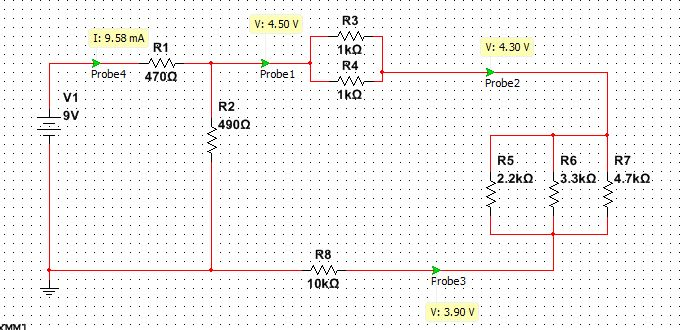 V: 4.50 V
R3
1kΩ
I: 9.58 mA
R1
470Ω
Probe4
Probe1
R4
1kΩ
V: 4.30 V
Probe2
V1
9V
R2
490Ω
R5
2.2kΩ
R6
3.3kΩ
R7
4.7kΩ
R8
10kΩ
Probe3
V: 3.90 V
XMM1